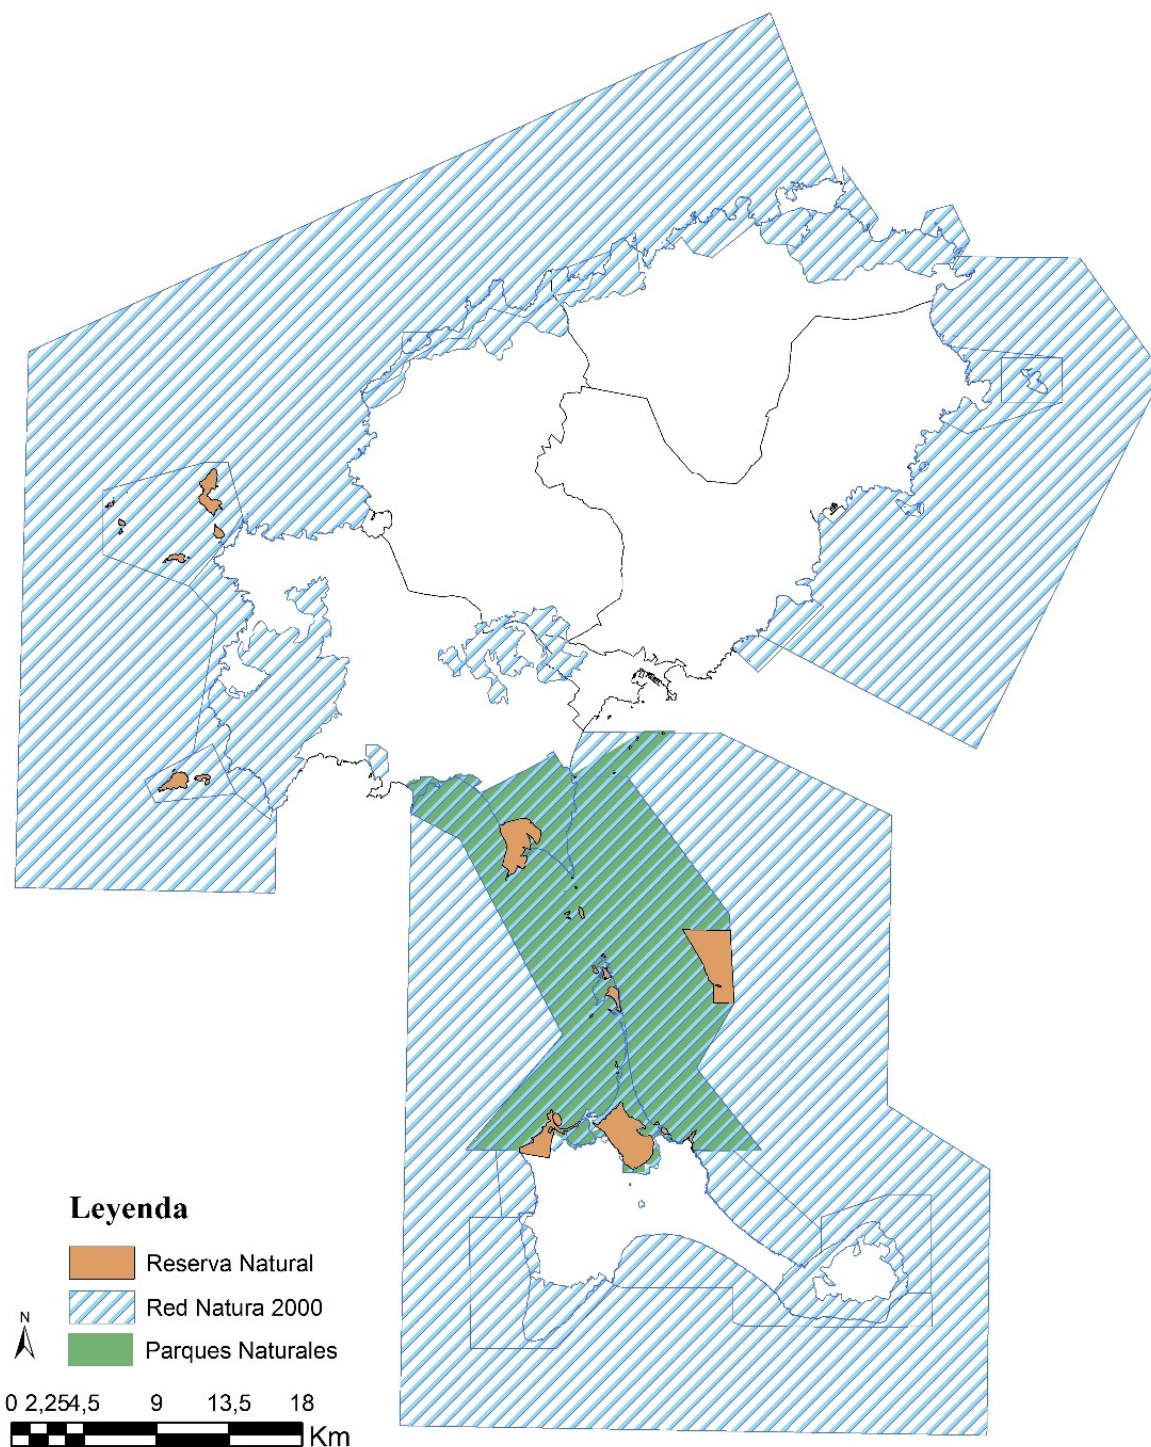 Leyenda
Reserva Natural
Red Natura 2000
Parques Naturales
N
0 2,254,5 9 13,5 18
Km